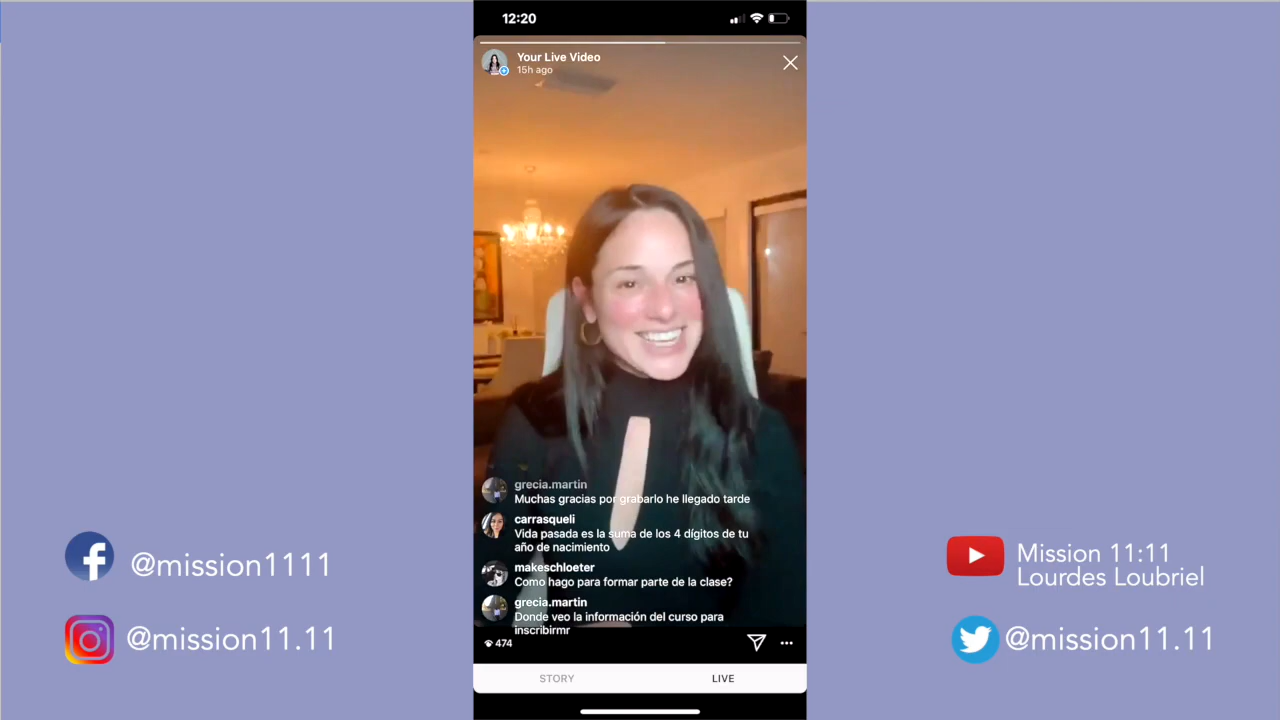 12:20
Your Live Video
15h ago
grecia.martin
Muchas gracias por grabarlo he llegado tarde
carrasqueli
Vida pasada es la suma de los 4 dígitos de tu
año de nacimiento
makeschloeter
Como hago para formar parte de la clase?
grecia.martin
Donde veo la información del curso para
inscribirmr
474
STORY
LIVE
@mission1111
@mission11.11
Mission 11:11
Lourdes Loubriel
@mission11.11